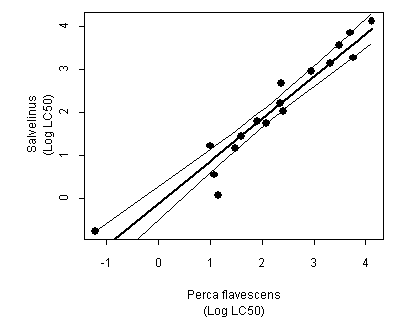 Salvelinus
(Log LC50)
4
3
2
1
0
-1 0 1 2 3 4
Perca flavescens
(Log LC50)